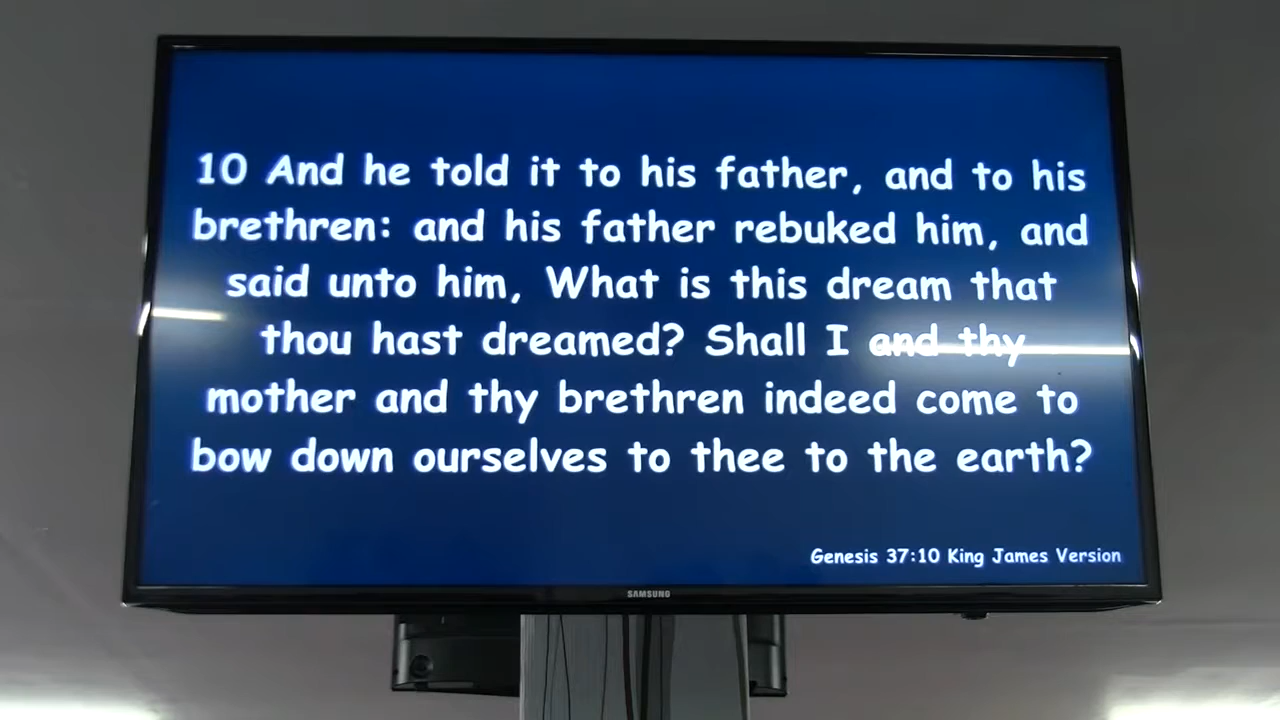 10 And he told it to his father, and to his
brethren: and his father rebuked him, and
said unto him, What is this dream that
thou hast dreamed? Shall I and thy
mother and thy brethren indeed come to
bow down ourselves to thee to the earth?
Genesis 37:10 King James Version
SAMSUNG